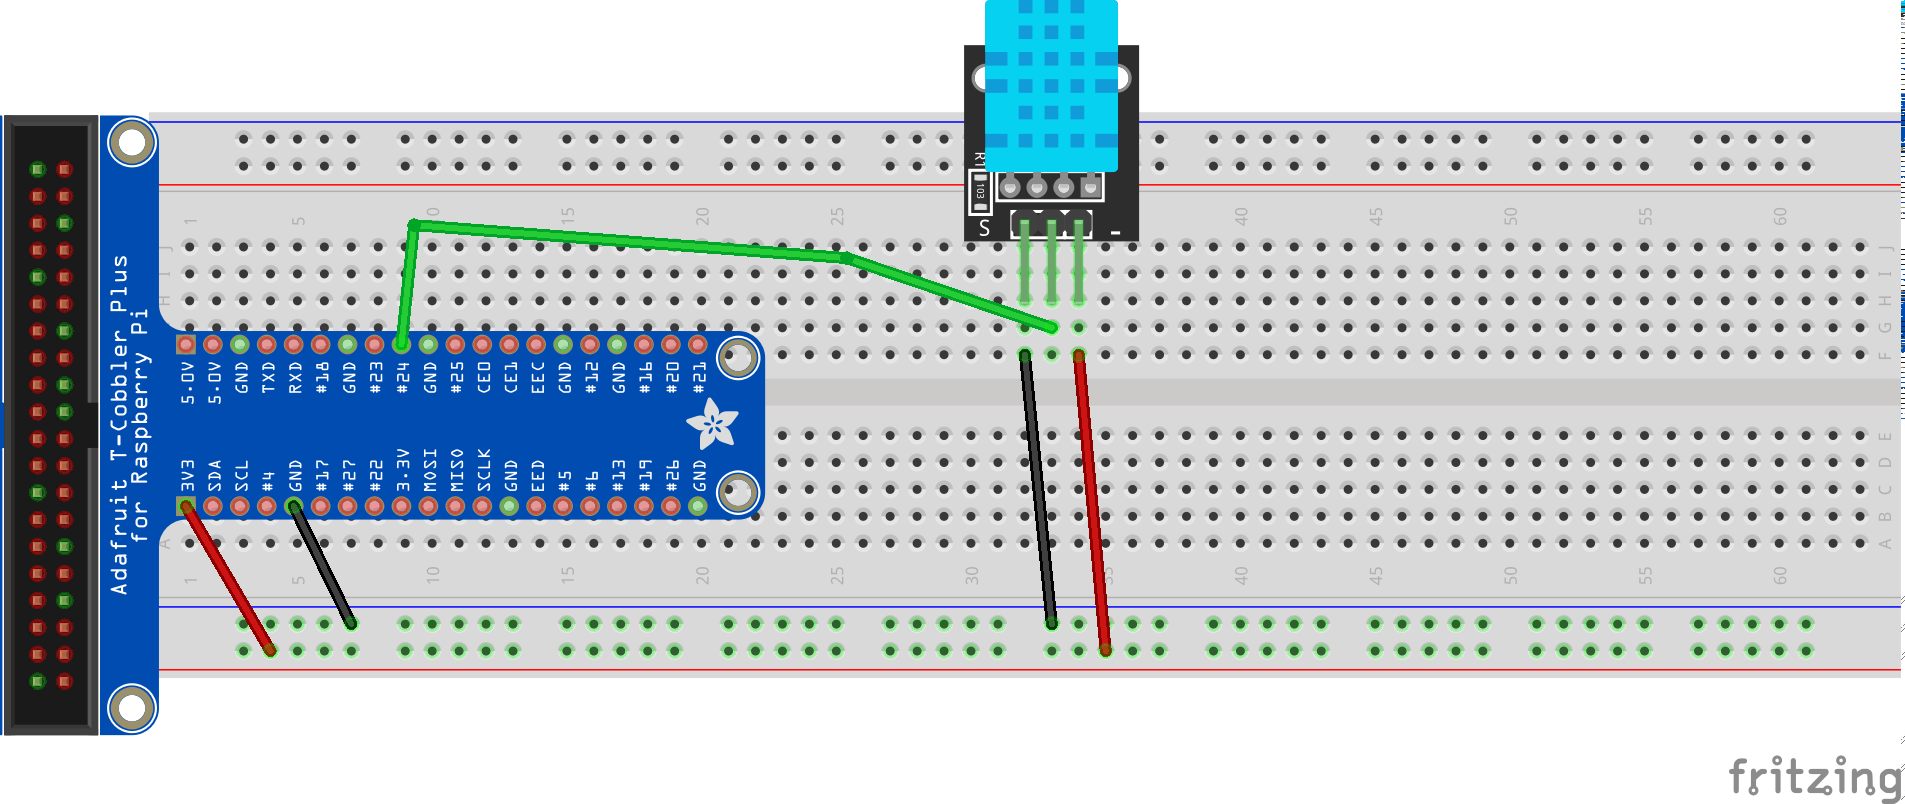 R1
103
S
-
1 5 10 15 20 25 40 45 50 55 60
J J
I I
H H
G
F
5.0V 5.0V GND TXD RXD #18 GND #23 #24 GND #25 CE0 CE1 EEC GND #12 GND #16 #20 #21
Adafruit T-Cobbler Plus
for Raspberry Pi
3V3 SDA SCL #4 GND #17 #27 #22 3.3V MOSI MISO SCLK GND EED #5 #6 #13 #19 #26 GND
E
D
C
B
A A
1 5 10 15 20 25 30 35 40 45 50 55 60
fritzing